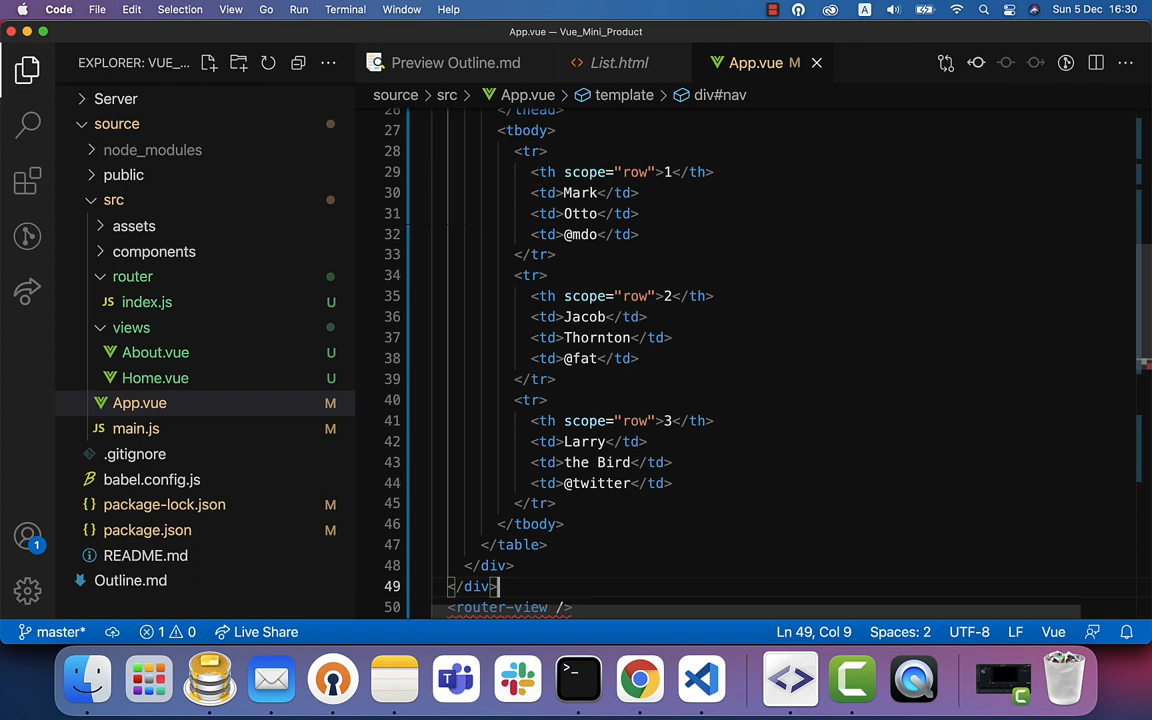 Code File Edit Selection View Go Run Terminal Window Help A Sun 5 Dec 16:30
App.vue — Vue_Mini_Product
EXPLORER: VUE_... Preview Outline.md List.html App.vue M
source > src > App.vue > template > div#nav
Server
source
node_modules
public
src
assets
components
router
JS index.js U
views
About.vue U
Home.vue U
App.vue M
JS main.js M
.gitignore
babel.config.js
{} package-lock.json M
{} package.json M
README.md
Outline.md
1
26 </thead>
27 <tbody>
28 <tr>
29 <th scope="row">1</th>
30 <td>Mark</td>
31 <td>Otto</td>
32 <td>@mdo</td>
33 </tr>
34 <tr>
35 <th scope="row">2</th>
36 <td>Jacob</td>
37 <td>Thornton</td>
38 <td>@fat</td>
39 </tr>
40 <tr>
41 <th scope="row">3</th>
42 <td>Larry</td>
43 <td>the Bird</td>
44 <td>@twitter</td>
45 </tr>
46 </tbody>
47 </table>
48 </div>
49 </div>
50 <router-view />
master* 1 0 Live Share Ln 49, Col 9 Spaces: 2 UTF-8 LF Vue